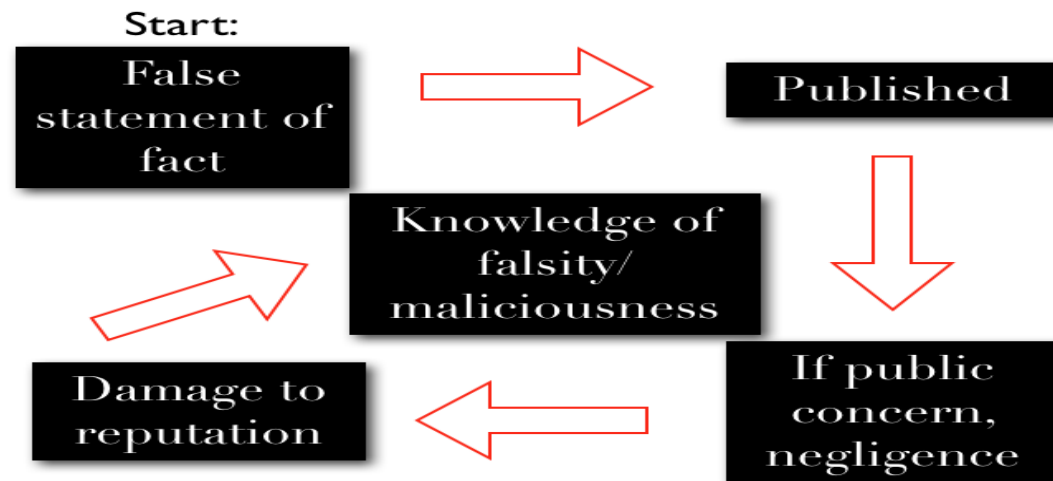 Start:
False
statement of
fact
Published
If public
concern,
negligence
Damage to
reputation
Knowledge of
falsity/
maliciousness